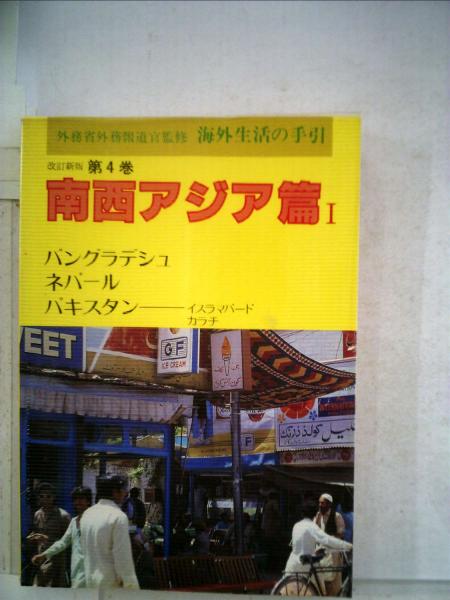 外務省外務報道官監修 海外生活の手引
改訂新版 第4巻
南西アジア篇 I
バングラデシュ
ネパール
パキスタン——イスラマバード
カラチ
EET
GF
ICE CREAM